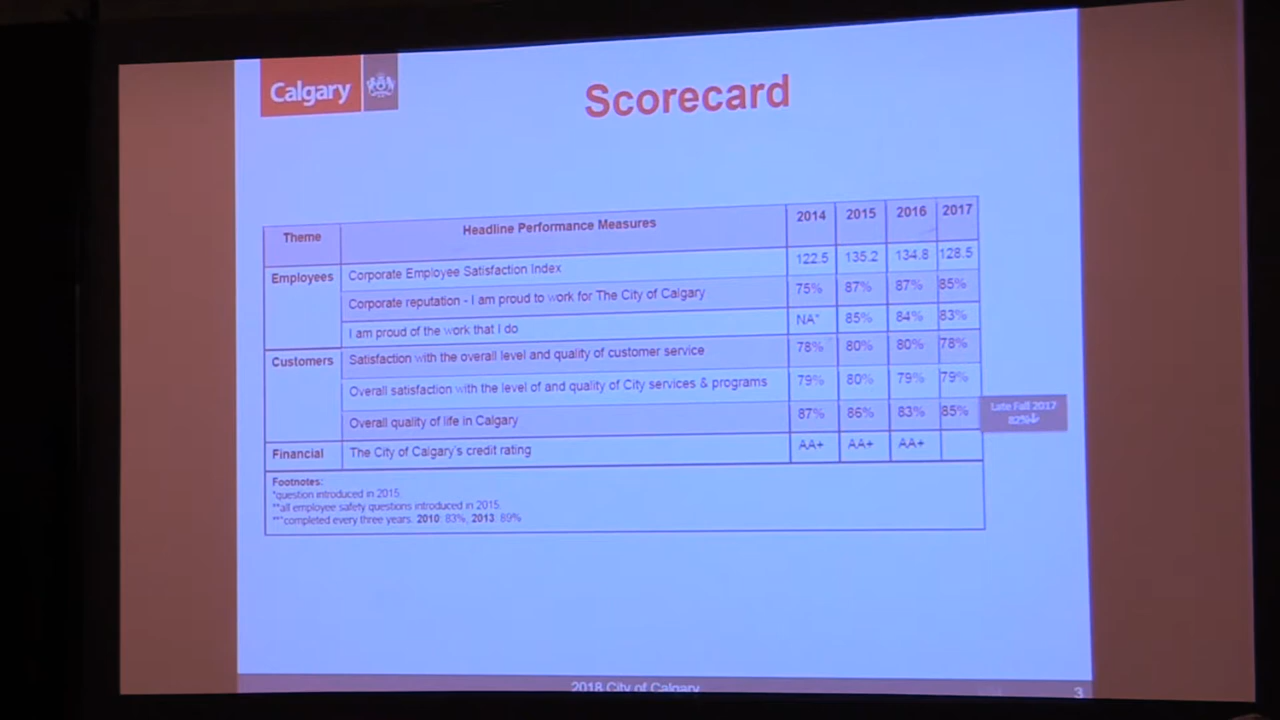 Calgary
Scorecard
Theme Headline Performance Measures 2014 2015 2016 2017
Employees Corporate Employee Satisfaction Index 122.5 135.2 134.8 128.5
Corporate reputation - I am proud to work for The City of Calgary 75% 87% 87% 85%
I am proud of the work that I do NA* 85% 84% 83%
Customers Satisfaction with the overall level and quality of customer service 78% 80% 80% 78%
Overall satisfaction with the level of and quality of City services & programs 79% 80% 79% 79%
Overall quality of life in Calgary 87% 86% 83% 85%
Late Fall 2017
82%↓
Financial The City of Calgary's credit rating AA+ AA+ AA+
Footnotes:
*question introduced in 2015.
**all employee safety questions introduced in 2015.
***completed every three years. 2010: 83%, 2013: 89%
2018 City of Calgary
3